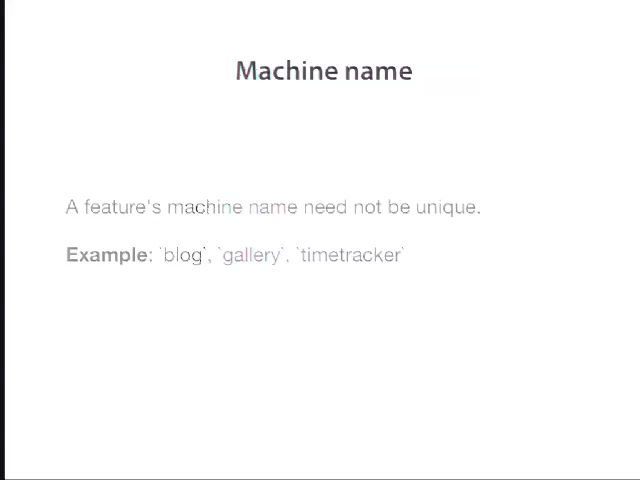 Machine name
A feature's machine name need not be unique.
Example: `blog`, `gallery`, `timetracker`